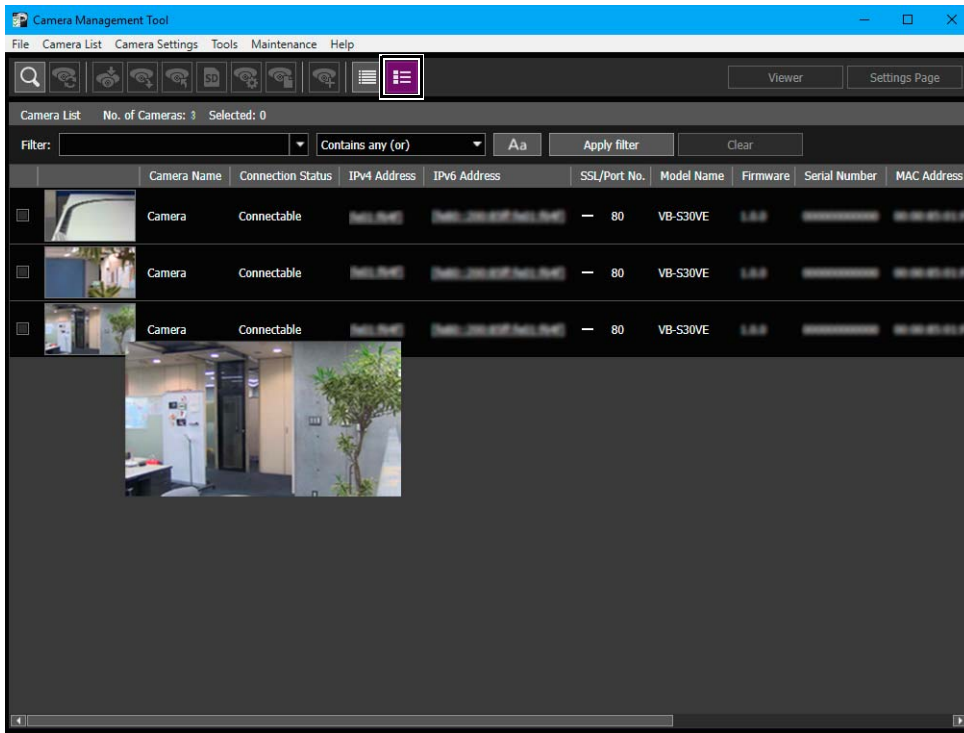 Camera Management Tool
File Camera List Camera Settings Tools Maintenance Help
SD Viewer Settings Page
Camera List No. of Cameras: 3 Selected: 0
Filter: Contains any (or) Aa Apply filter Clear
Camera Name Connection Status IPv4 Address IPv6 Address SSL/Port No. Model Name Firmware Serial Number MAC Address
Camera Connectable — 80 VB-S30VE
Camera Connectable — 80 VB-S30VE
Camera Connectable — 80 VB-S30VE